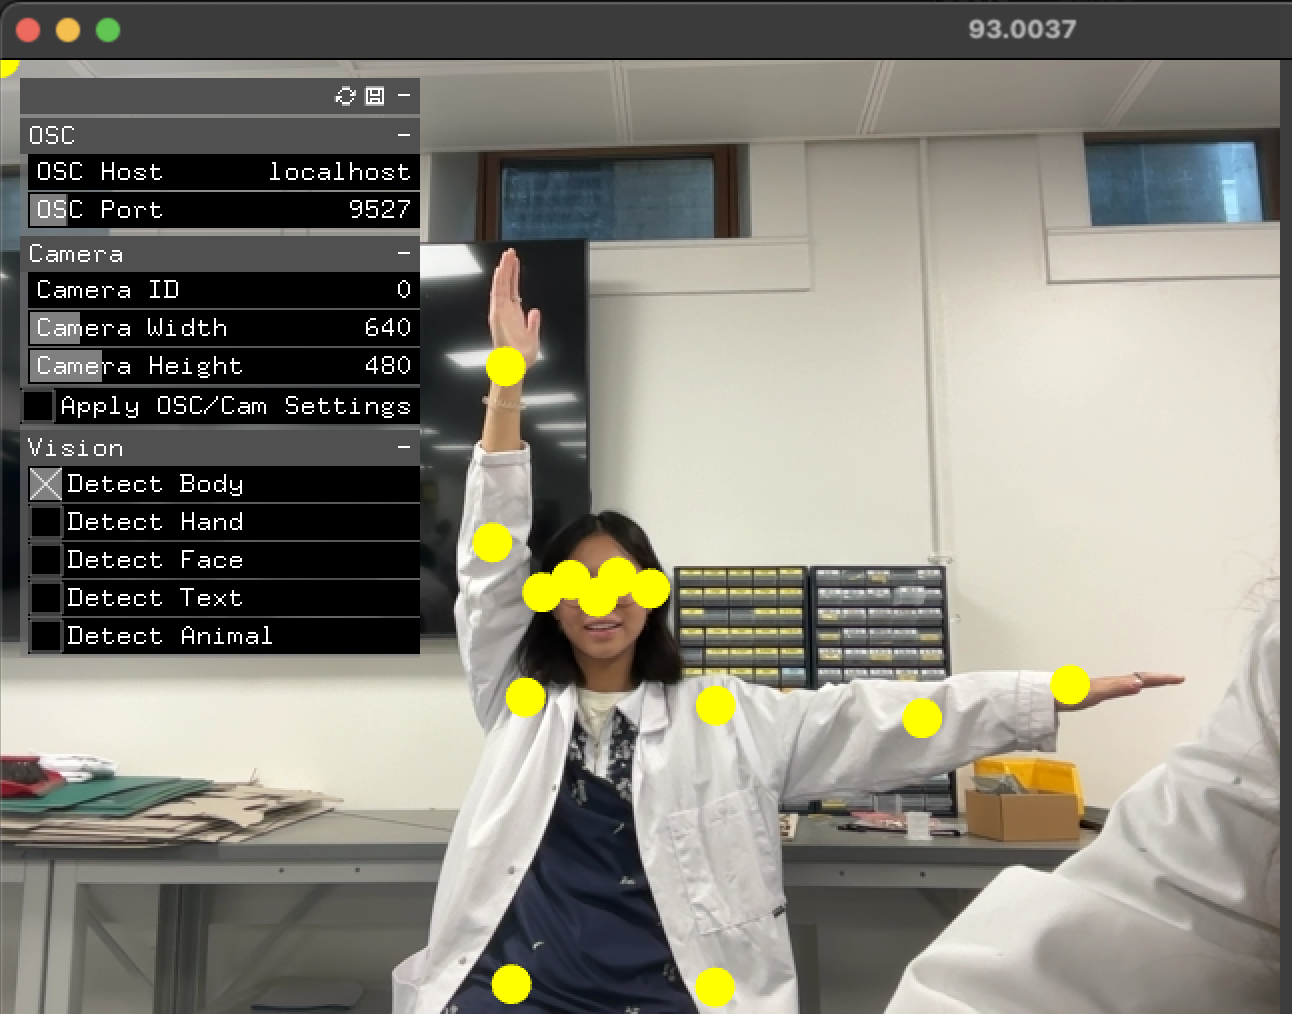 93.0037
OSC
OSC Host localhost
OSC Port 9527
Camera
Camera ID 0
Camera Width 640
Camera Height 480
Apply OSC/Cam Settings
Vision
Detect Body
Detect Hand
Detect Face
Detect Text
Detect Animal